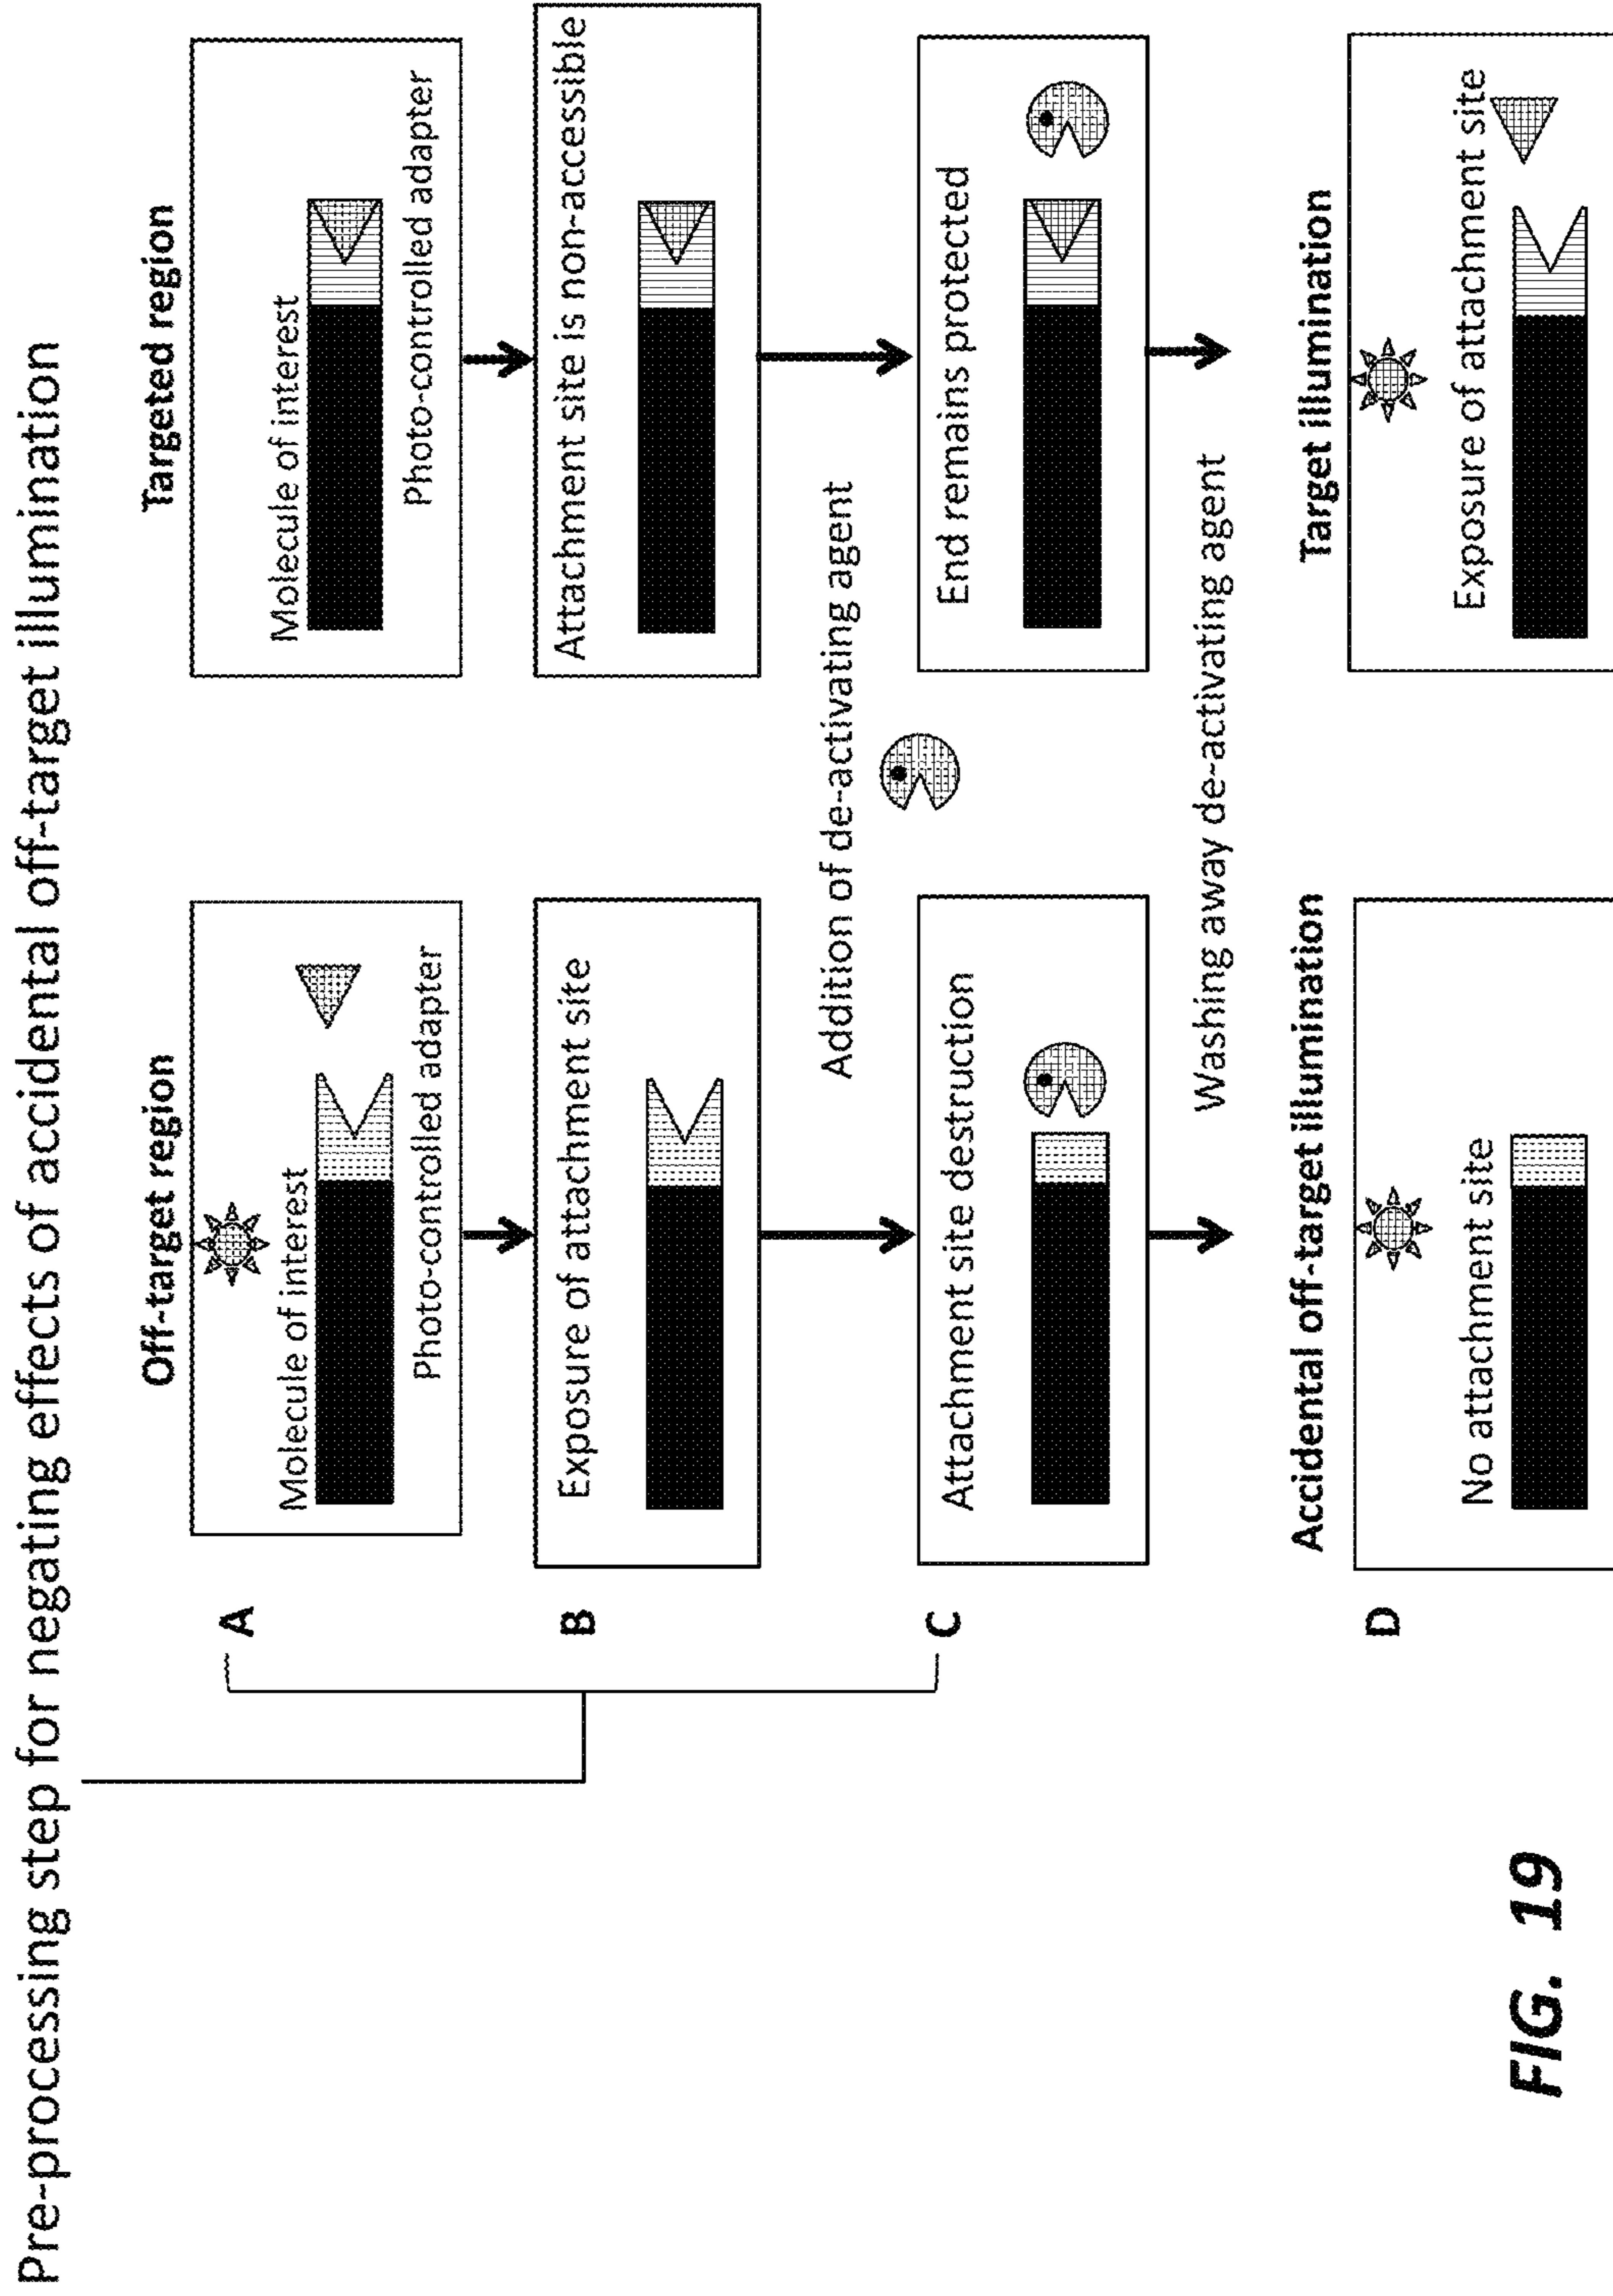 Pre-processing step for negating effects of accidental off-target illumination
Off-target region
Targeted region
A
Molecule of interest
Photo-controlled adapter
Molecule of interest
Photo-controlled adapter
B
Exposure of attachment site
Attachment site is non-accessible
Addition of de-activating agent
C
Attachment site destruction
End remains protected
Washing away de-activating agent
Accidental off-target illumination
Target illumination
D
No attachment site
Exposure of attachment site
FIG. 19